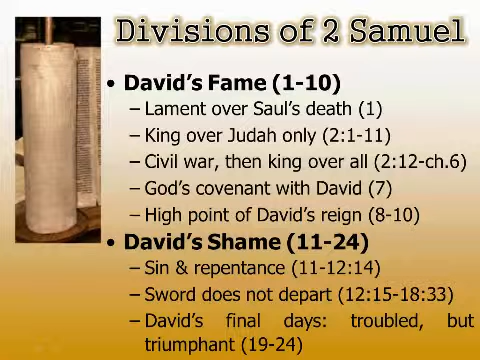 Divisions of 2 Samuel
• David's Fame (1-10)
– Lament over Saul's death (1)
– King over Judah only (2:1-11)
– Civil war, then king over all (2:12-ch.6)
– God's covenant with David (7)
– High point of David's reign (8-10)
• David's Shame (11-24)
– Sin & repentance (11-12:14)
– Sword does not depart (12:15-18:33)
– David's final days: troubled, but
triumphant (19-24)